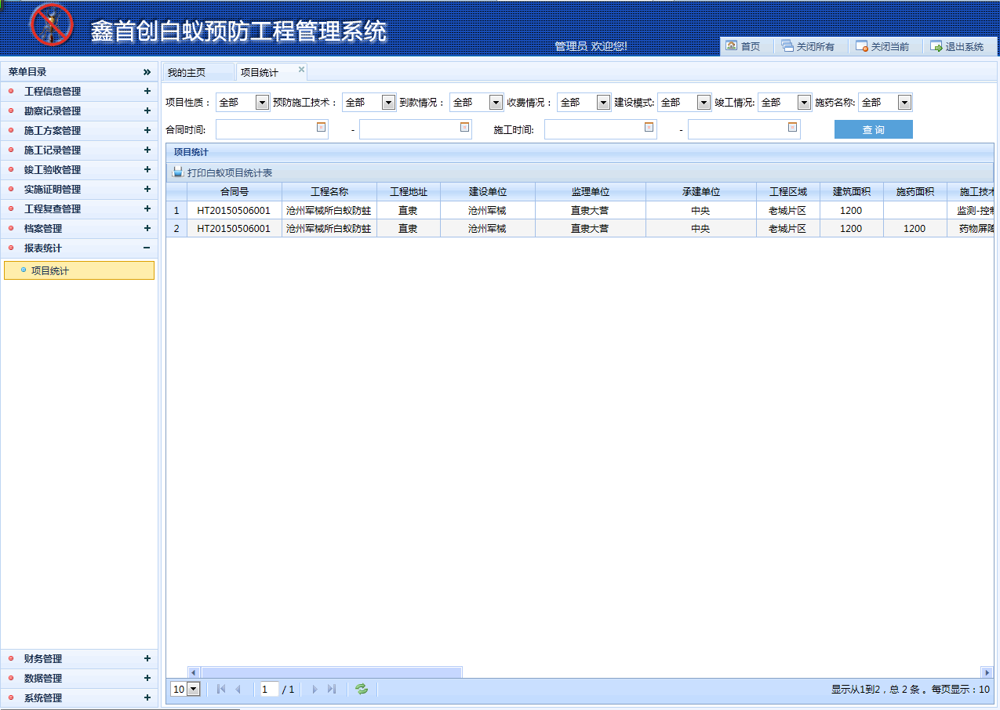 鑫首创白蚁预防工程管理系统
管理员 欢迎您!
首页 关闭所有 关闭当前 退出系统
菜单目录
工程信息管理
勘察记录管理
施工方案管理
施工记录管理
竣工验收管理
实施证明管理
工程复查管理
档案管理
报表统计
项目统计
财务管理
数据管理
系统管理
我的主页 项目统计
项目性质： 全部 预防施工技术： 全部 到款情况： 全部 收费情况： 全部 建设模式: 全部 竣工情况: 全部 施药名称: 全部
合同时间: - 施工时间: - 查 询
项目统计
打印白蚁项目统计表
合同号 工程名称 工程地址 建设单位 监理单位 承建单位 工程区域 建筑面积 施药面积 施工技术
1 HT20150506001 沧州军械所白蚁防蛀 直隶 沧州军械 直隶大营 中央 老城片区 1200 监测-控制
2 HT20150506001 沧州军械所白蚁防蛀 直隶 沧州军械 直隶大营 中央 老城片区 1200 1200 药物屏障
10 1 / 1 显示从1到2，总 2 条 。每页显示：10